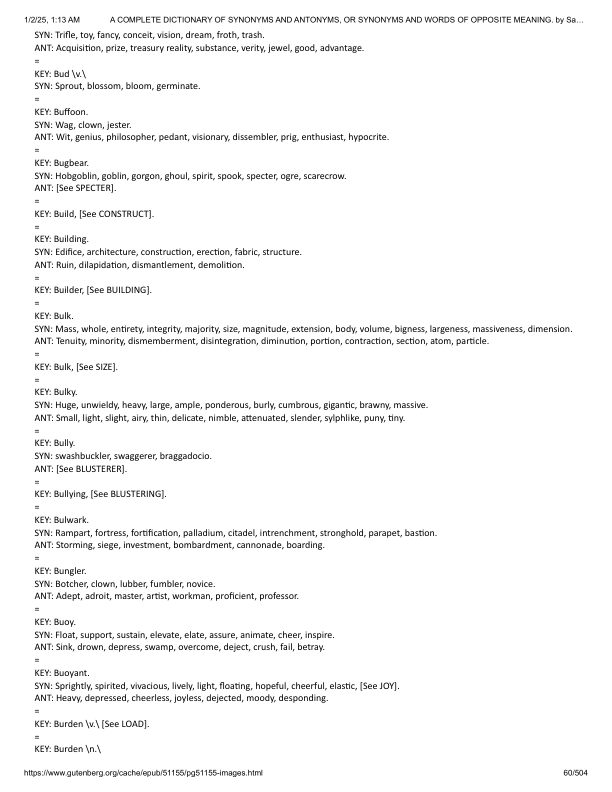 1/2/25, 1:13 AM A COMPLETE DICTIONARY OF SYNONYMS AND ANTONYMS, OR SYNONYMS AND WORDS OF OPPOSITE MEANING. by Sa…
SYN: Trifle, toy, fancy, conceit, vision, dream, froth, trash.
ANT: Acquisition, prize, treasury reality, substance, verity, jewel, good, advantage.
=
KEY: Bud \v.\
SYN: Sprout, blossom, bloom, germinate.
=
KEY: Buffoon.
SYN: Wag, clown, jester.
ANT: Wit, genius, philosopher, pedant, visionary, dissembler, prig, enthusiast, hypocrite.
=
KEY: Bugbear.
SYN: Hobgoblin, goblin, gorgon, ghoul, spirit, spook, specter, ogre, scarecrow.
ANT: [See SPECTER].
=
KEY: Build, [See CONSTRUCT].
=
KEY: Building.
SYN: Edifice, architecture, construction, erection, fabric, structure.
ANT: Ruin, dilapidation, dismantlement, demolition.
=
KEY: Builder, [See BUILDING].
=
KEY: Bulk.
SYN: Mass, whole, entirety, integrity, majority, size, magnitude, extension, body, volume, bigness, largeness, massiveness, dimension.
ANT: Tenuity, minority, dismemberment, disintegration, diminution, portion, contraction, section, atom, particle.
=
KEY: Bulk, [See SIZE].
=
KEY: Bulky.
SYN: Huge, unwieldy, heavy, large, ample, ponderous, burly, cumbrous, gigantic, brawny, massive.
ANT: Small, light, slight, airy, thin, delicate, nimble, attenuated, slender, sylphlike, puny, tiny.
=
KEY: Bully.
SYN: swashbuckler, swaggerer, braggadocio.
ANT: [See BLUSTERER].
=
KEY: Bullying, [See BLUSTERING].
=
KEY: Bulwark.
SYN: Rampart, fortress, fortification, palladium, citadel, intrenchment, stronghold, parapet, bastion.
ANT: Storming, siege, investment, bombardment, cannonade, boarding.
=
KEY: Bungler.
SYN: Botcher, clown, lubber, fumbler, novice.
ANT: Adept, adroit, master, artist, workman, proficient, professor.
=
KEY: Buoy.
SYN: Float, support, sustain, elevate, elate, assure, animate, cheer, inspire.
ANT: Sink, drown, depress, swamp, overcome, deject, crush, fail, betray.
=
KEY: Buoyant.
SYN: Sprightly, spirited, vivacious, lively, light, floating, hopeful, cheerful, elastic, [See JOY].
ANT: Heavy, depressed, cheerless, joyless, dejected, moody, desponding.
=
KEY: Burden \v.\ [See LOAD].
=
KEY: Burden \n.\
https://www.gutenberg.org/cache/epub/51155/pg51155-images.html 60/504